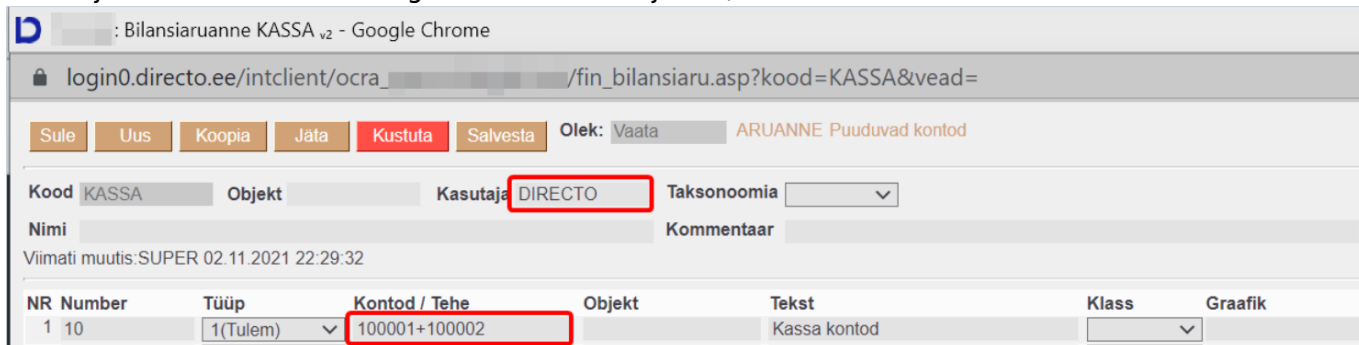 : Bilansiaruanne KASSA v2 - Google Chrome
login0.directo.ee/intclient/ocra_ /fin_bilansiaru.asp?kood=KASSA&vead=
Sule Uus Koopia Jäta Kustuta Salvesta Olek: Vaata ARUANNE Puuduvad kontod
Kood KASSA Objekt Kasutaja DIRECTO Taksonoomia
Nimi Kommentaar
Viimati muutis:SUPER 02.11.2021 22:29:32
NR Number Tüüp Kontod / Tehe Objekt Tekst Klass Graafik
1 10 1(Tulem) 100001+100002 Kassa kontod